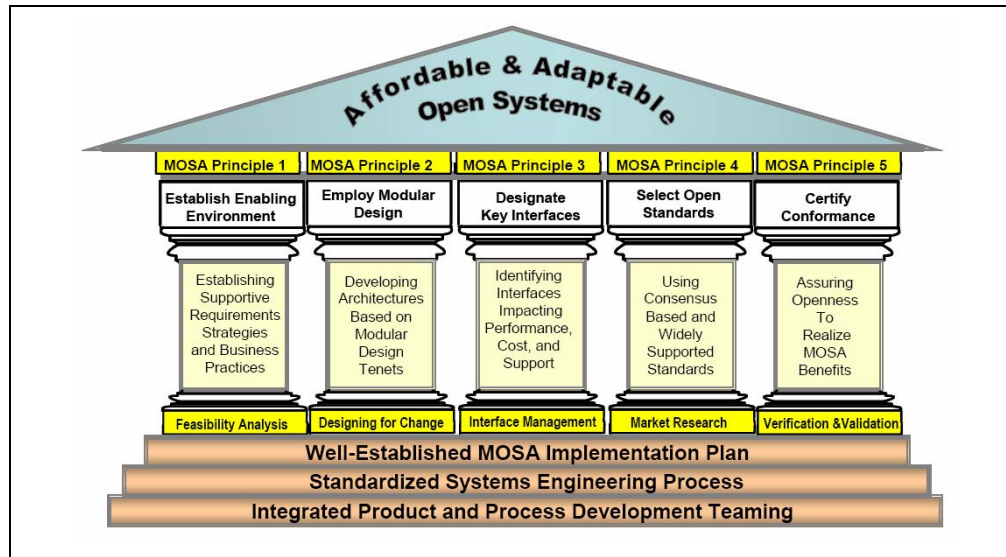 Affordable & Adaptable
Open Systems
MOSA Principle 1
MOSA Principle 2
MOSA Principle 3
MOSA Principle 4
MOSA Principle 5
Establish Enabling
Environment
Employ Modular
Design
Designate
Key Interfaces
Select Open
Standards
Certify
Conformance
Establishing
Supportive
Requirements
Strategies
and Business
Practices
Developing
Architectures
Based on
Modular
Design
Tenets
Identifying
Interfaces
Impacting
Performance,
Cost, and
Support
Using
Consensus
Based and
Widely
Supported
Standards
Assuring
Openness
To
Realize
MOSA
Benefits
Feasibility Analysis
Designing for Change
Interface Management
Market Research
Verification &Validation
Well-Established MOSA Implementation Plan
Standardized Systems Engineering Process
Integrated Product and Process Development Teaming